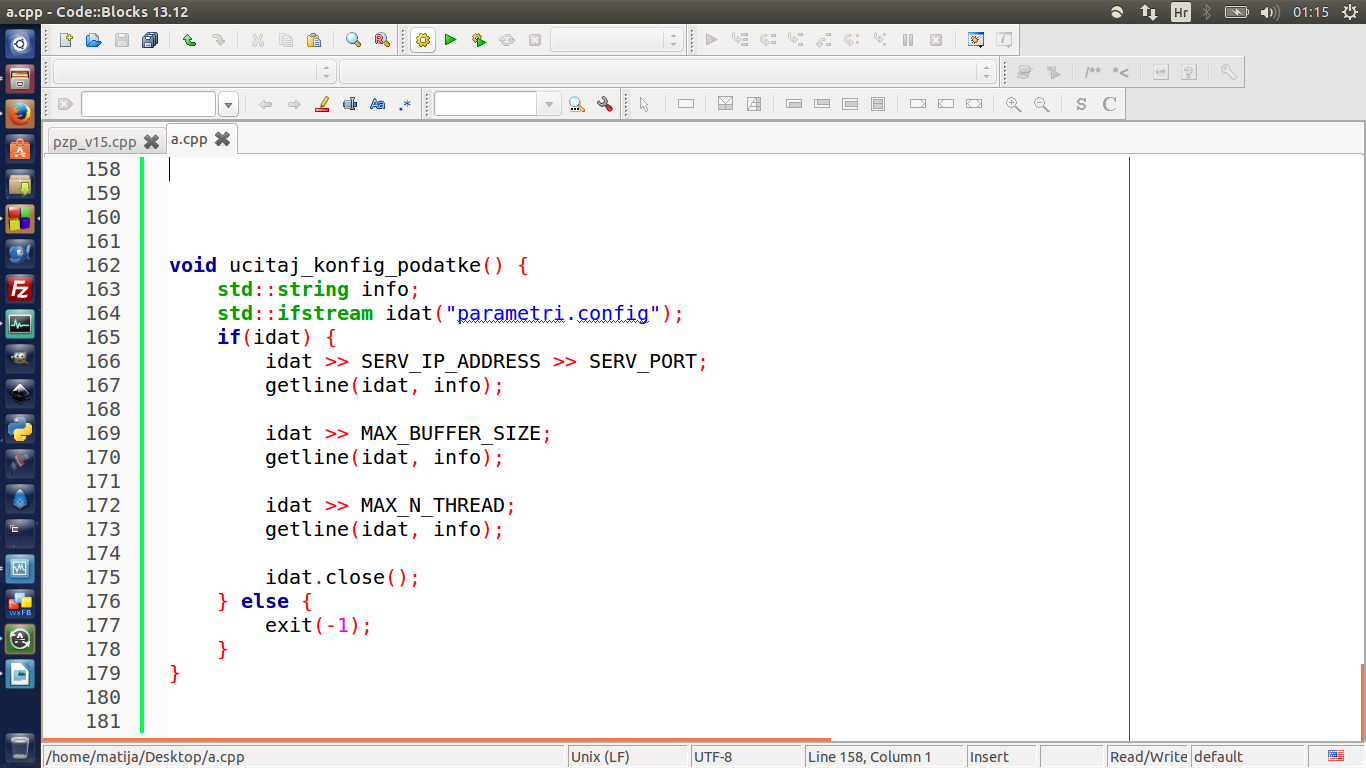 a.cpp - Code::Blocks 13.12
Hr
01:15
/** *<
Aa .*
S C
pzp_v15.cpp a.cpp
158
159
160
161
162 void ucitaj_konfig_podatke() {
163 std::string info;
164 std::ifstream idat("parametri.config");
165 if(idat) {
166 idat >> SERV_IP_ADDRESS >> SERV_PORT;
167 getline(idat, info);
168
169 idat >> MAX_BUFFER_SIZE;
170 getline(idat, info);
171
172 idat >> MAX_N_THREAD;
173 getline(idat, info);
174
175 idat.close();
176 } else {
177 exit(-1);
178 }
179 }
180
181
/home/matija/Desktop/a.cpp Unix (LF) UTF-8 Line 158, Column 1 Insert Read/Write default